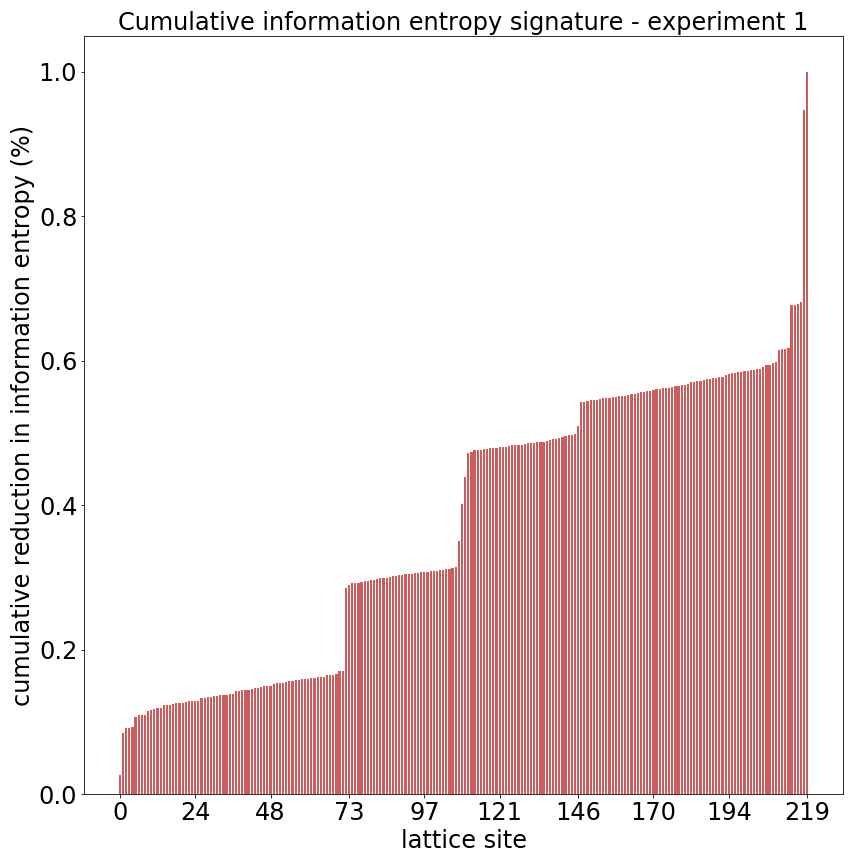 Cumulative information entropy signature - experiment 1
cumulative reduction in information entropy (%)
1.0
0.8
0.6
0.4
0.2
0.0
0 24 48 73 97 121 146 170 194 219
lattice site